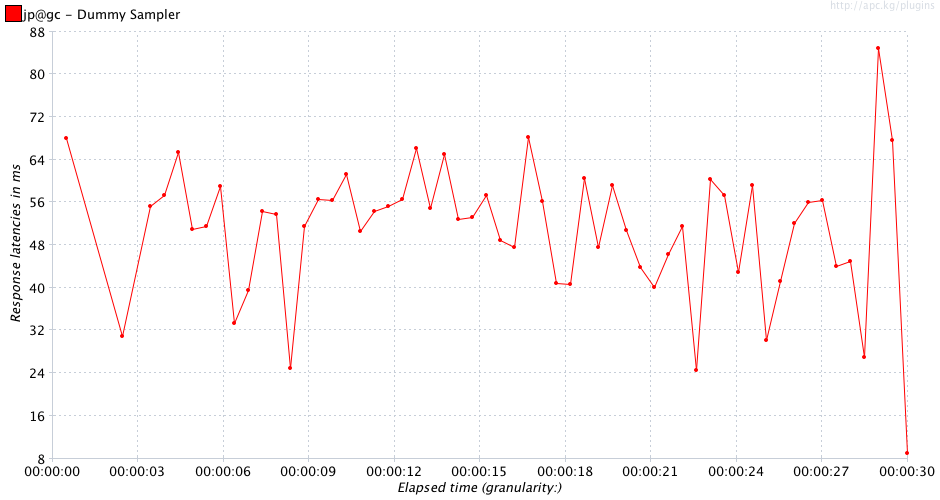 http://apc.kg/plugins
jp@gc - Dummy Sampler
88
80
72
64
56
48
40
32
24
16
8
Response latencies in ms
00:00:00 00:00:03 00:00:06 00:00:09 00:00:12 00:00:15 00:00:18 00:00:21 00:00:24 00:00:27 00:00:30
Elapsed time (granularity:)